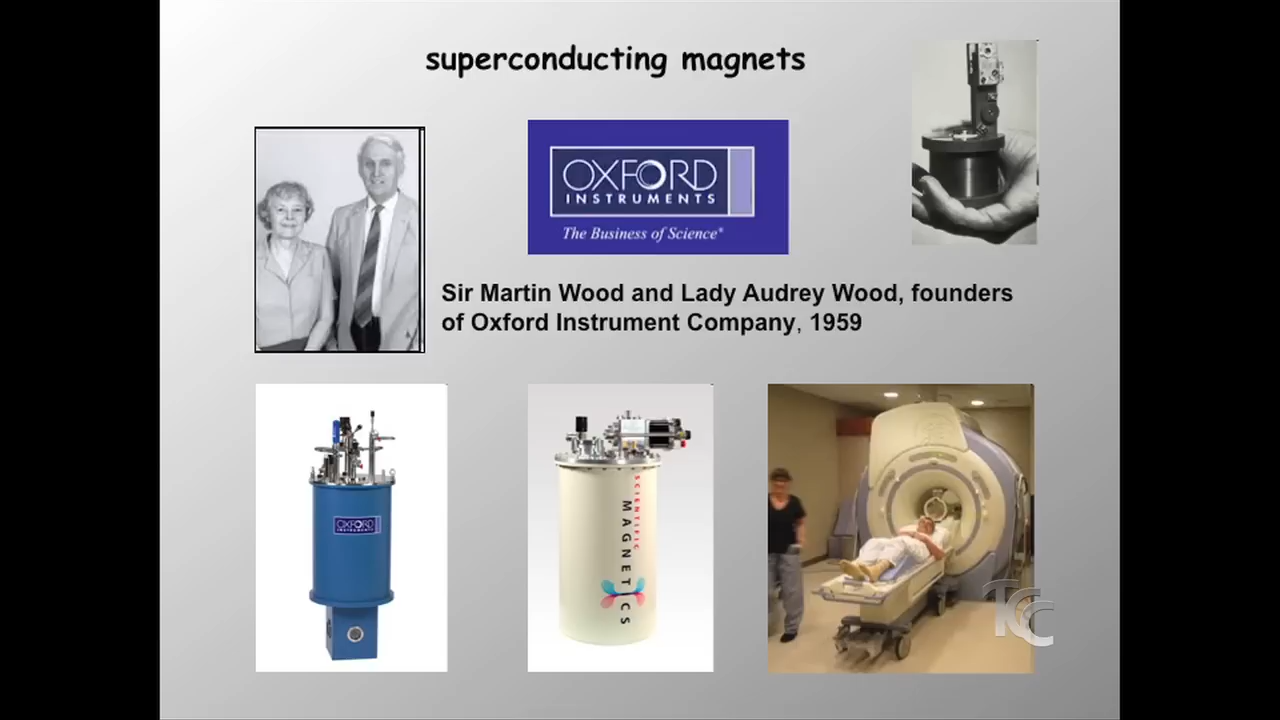 superconducting magnets
OXFORD
INSTRUMENTS
The Business of Science®
Sir Martin Wood and Lady Audrey Wood, founders
of Oxford Instrument Company, 1959
OXFORD
INSTRUMENTS
SCIENTIFIC
MAGNETICS
TCC